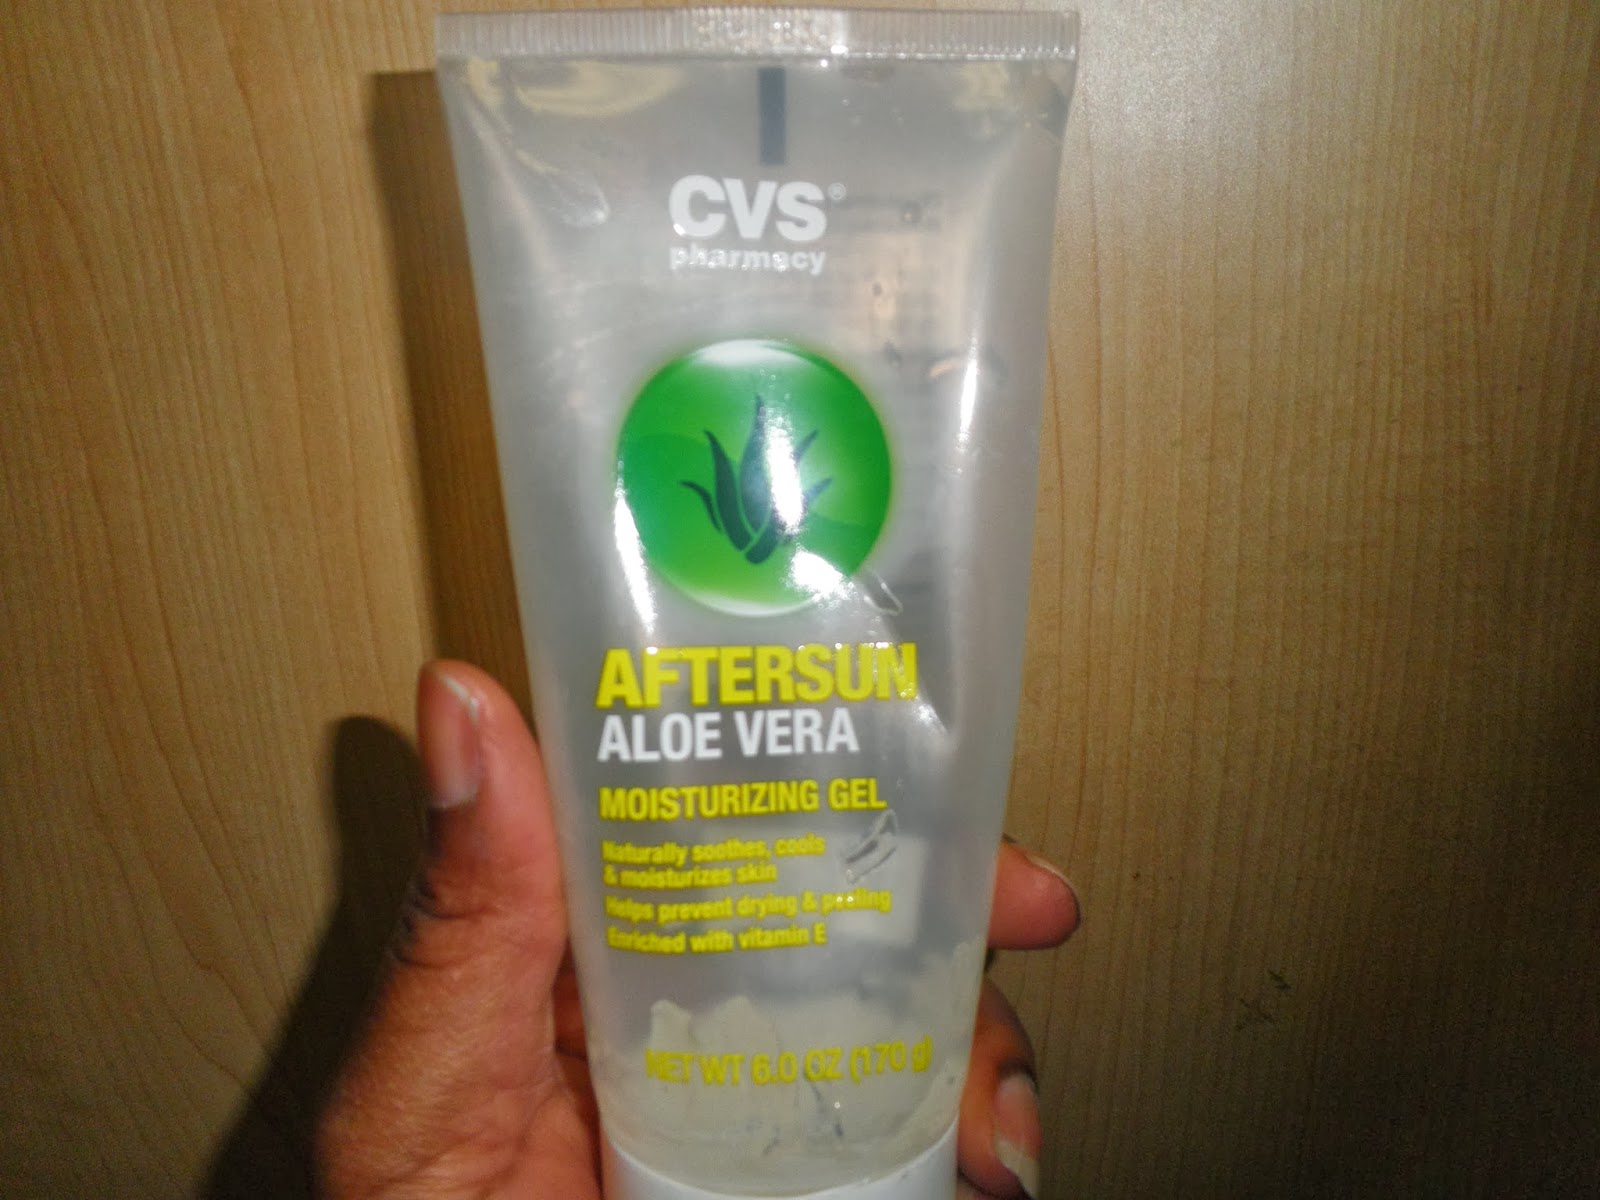 CVS®
pharmacy
AFTERSUN
ALOE VERA
MOISTURIZING GEL
Naturally soothes, cools
& moisturizes skin
Helps prevent drying & peeling
Enriched with vitamin E
NET WT 6.0 OZ (170 g)